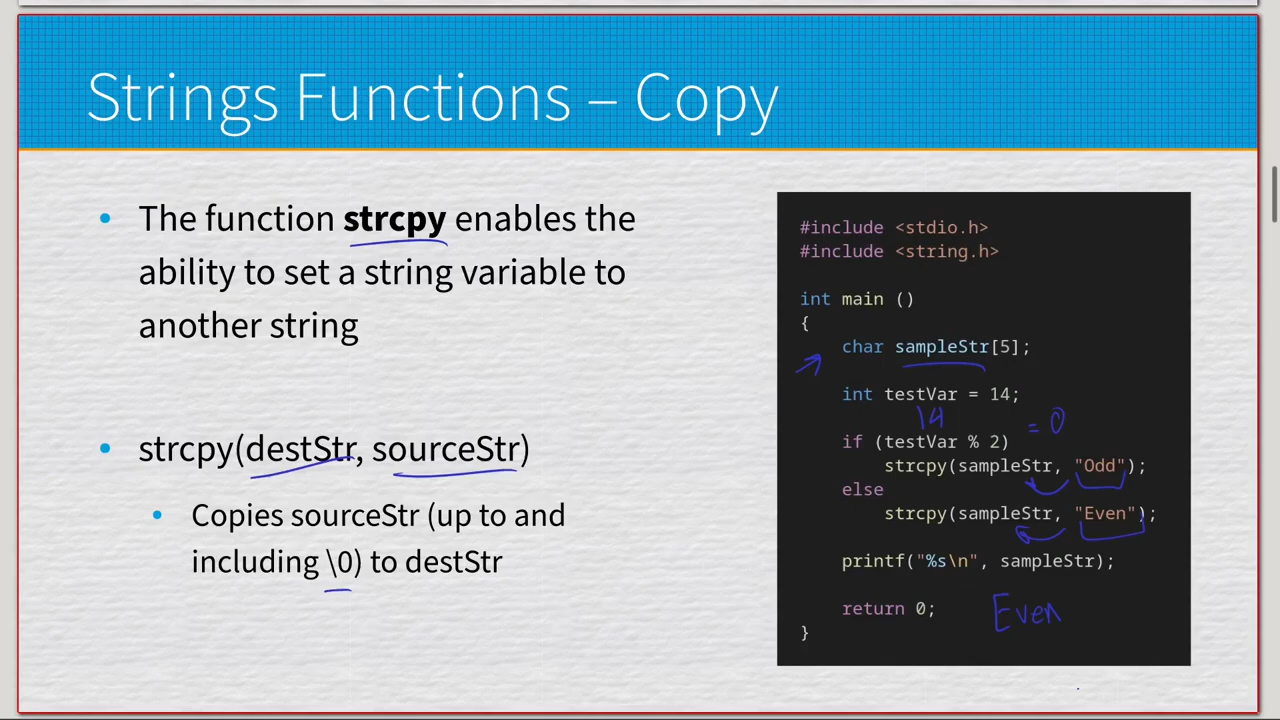 Strings Functions – Copy
• The function strcpy enables the
ability to set a string variable to
another string
• strcpy(destStr, sourceStr)
• Copies sourceStr (up to and
including \0) to destStr
#include <stdio.h>
#include <string.h>
int main ()
{
char sampleStr[5];
int testVar = 14;
14 = 0
if (testVar % 2)
strcpy(sampleStr, "Odd");
else
strcpy(sampleStr, "Even");
printf("%s\n", sampleStr);
return 0;
Even
}